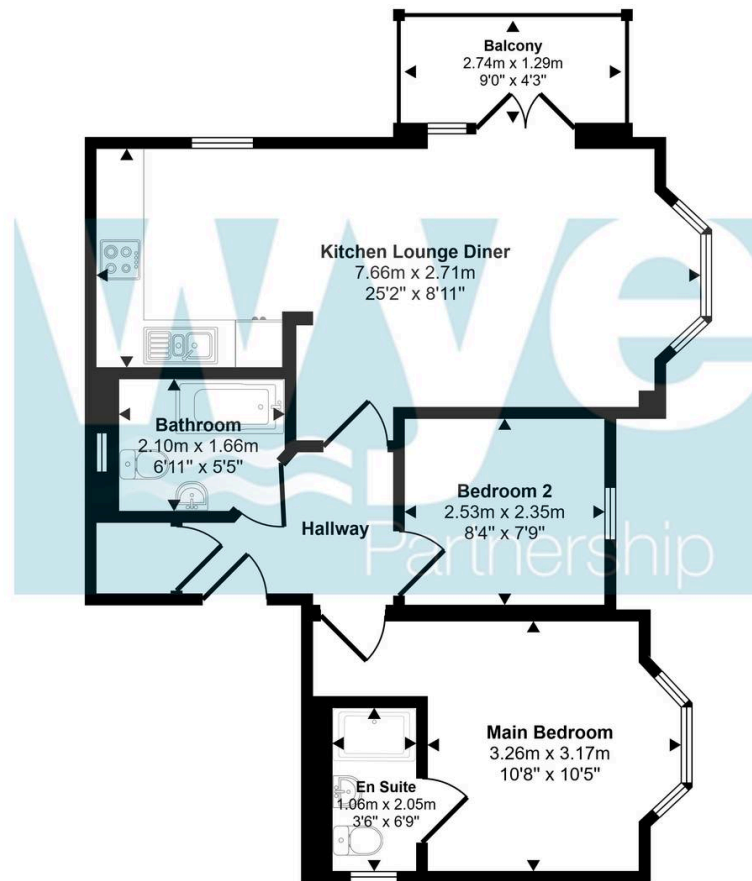 Balcony
2.74m x 1.29m
9'0" x 4'3"
Kitchen Lounge Diner
7.66m x 2.71m
25'2" x 8'11"
wye
Partnership
Bathroom
2.10m x 1.66m
6'11" x 5'5"
Bedroom 2
2.53m x 2.35m
8'4" x 7'9"
Hallway
Main Bedroom
3.26m x 3.17m
10'8" x 10'5"
En Suite
1.06m x 2.05m
3'6" x 6'9"